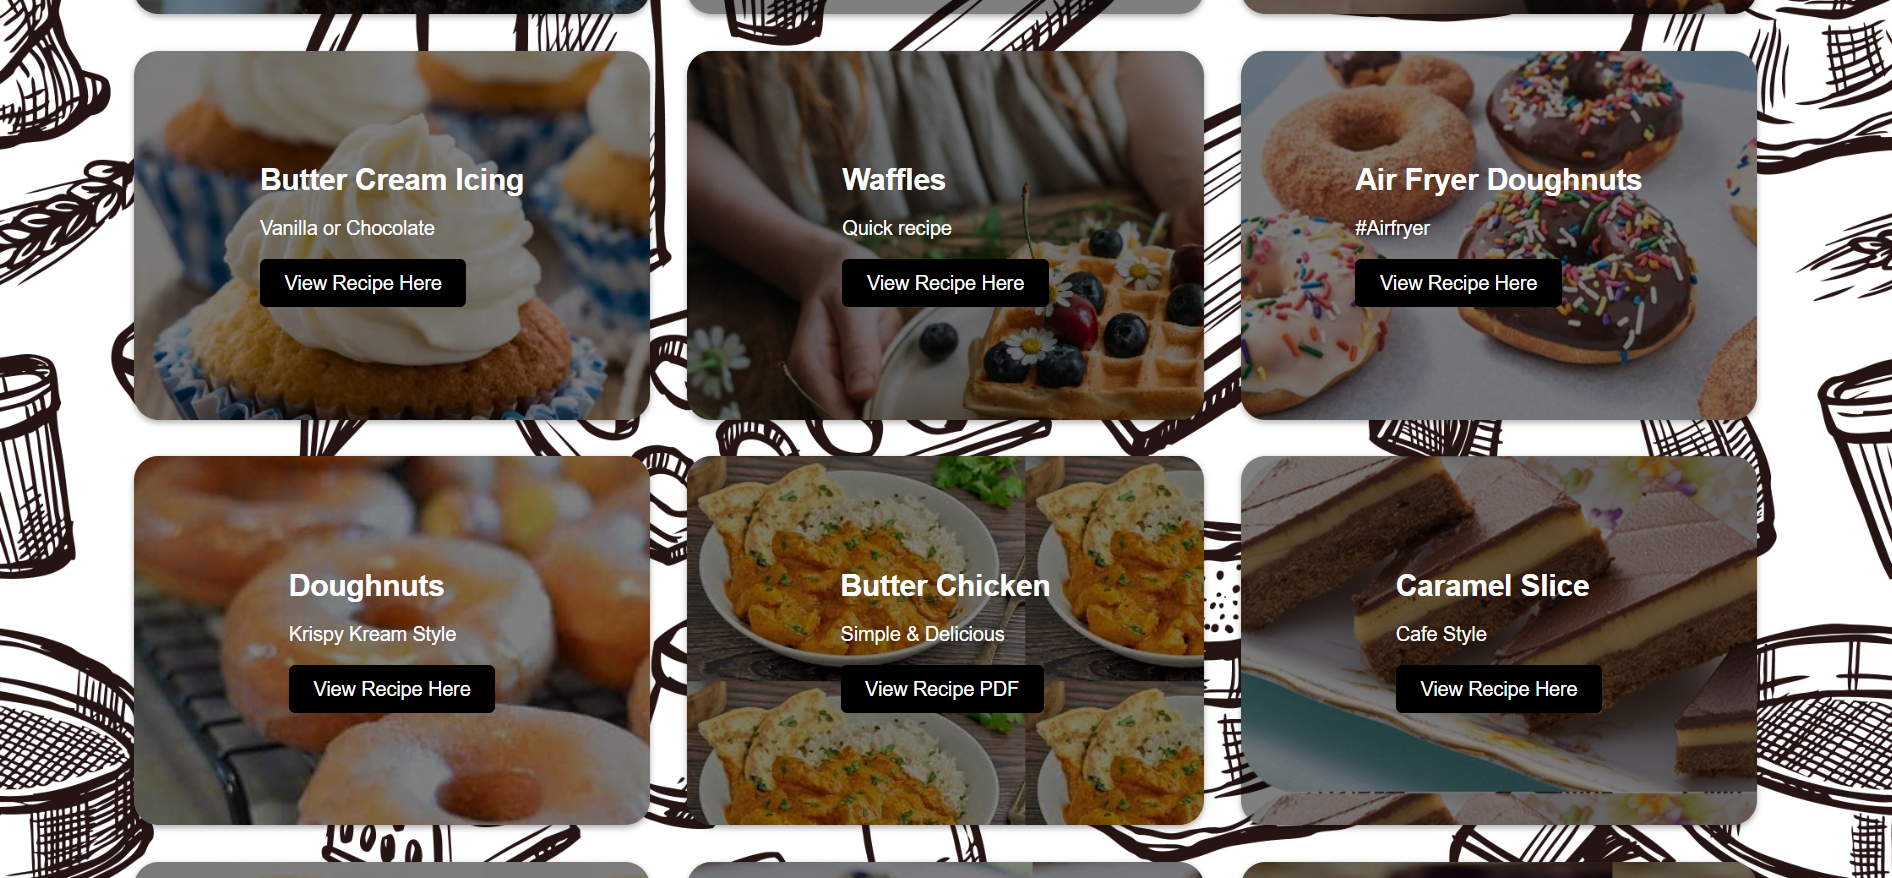 Butter Cream Icing
Vanilla or Chocolate
View Recipe Here
Waffles
Quick recipe
View Recipe Here
Air Fryer Doughnuts
#Airfryer
View Recipe Here
Doughnuts
Krispy Kream Style
View Recipe Here
Butter Chicken
Simple & Delicious
View Recipe PDF
Caramel Slice
Cafe Style
View Recipe Here